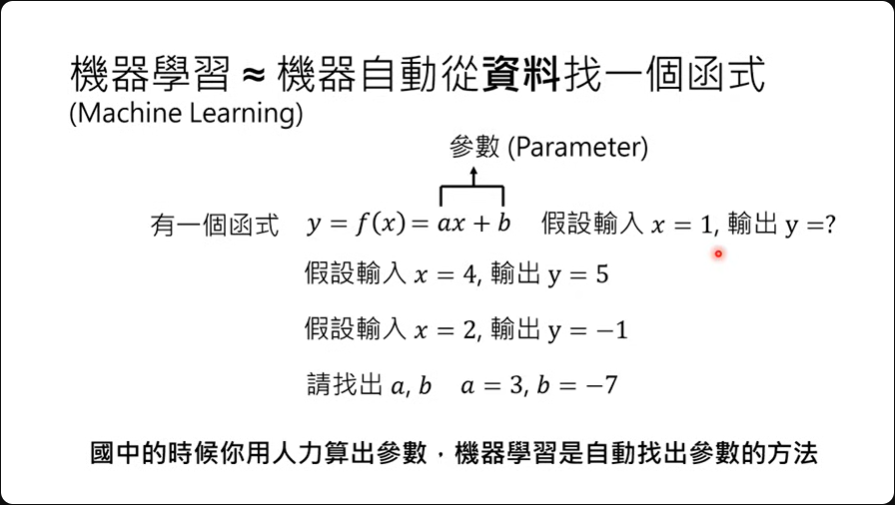 機器學習 ≈ 機器自動從資料找一個函式
(Machine Learning)
參數 (Parameter)
有一個函式 y = f(x) = ax + b 假設輸入 x = 1, 輸出 y =?
假設輸入 x = 4, 輸出 y = 5
假設輸入 x = 2, 輸出 y = −1
請找出 a, b a = 3, b = −7
國中的時候你用人力算出參數，機器學習是自動找出參數的方法